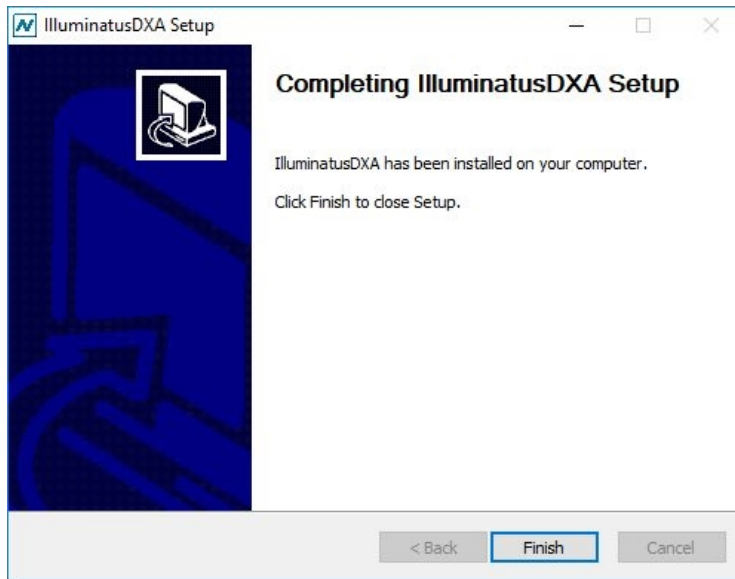 IlluminatusDXA Setup
Completing IlluminatusDXA Setup
IlluminatusDXA has been installed on your computer.
Click Finish to close Setup.
< Back
Finish
Cancel